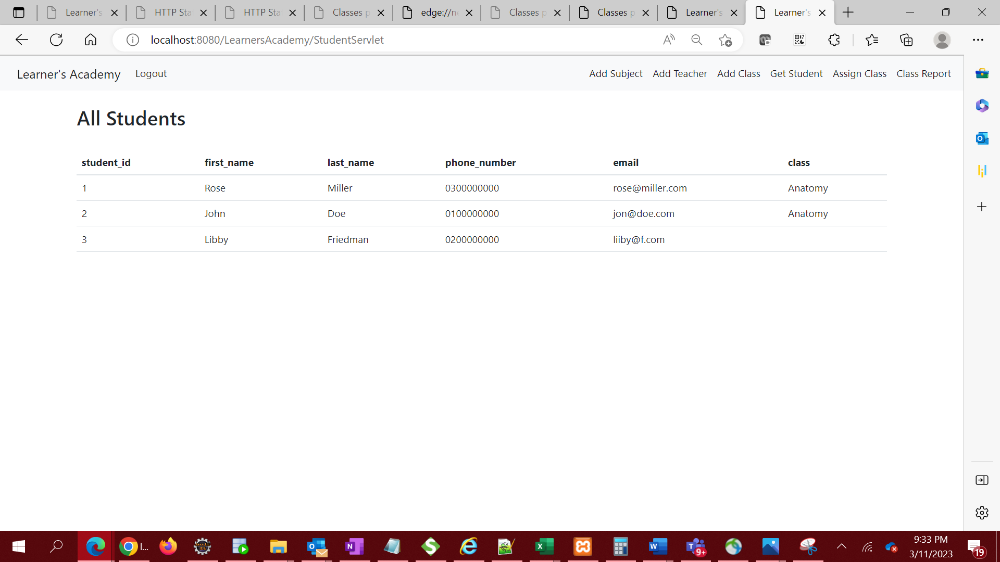 Learner's HTTP Sta HTTP Sta Classes p edge://ne Classes p Classes p Learner's Learner's
localhost:8080/LearnersAcademy/StudentServlet
Learner's Academy Logout Add Subject Add Teacher Add Class Get Student Assign Class Class Report
All Students
student_id first_name last_name phone_number email class
1 Rose Miller 0300000000 rose@miller.com Anatomy
2 John Doe 0100000000 jon@doe.com Anatomy
3 Libby Friedman 0200000000 liiby@f.com
9:33 PM
3/11/2023
9+
19